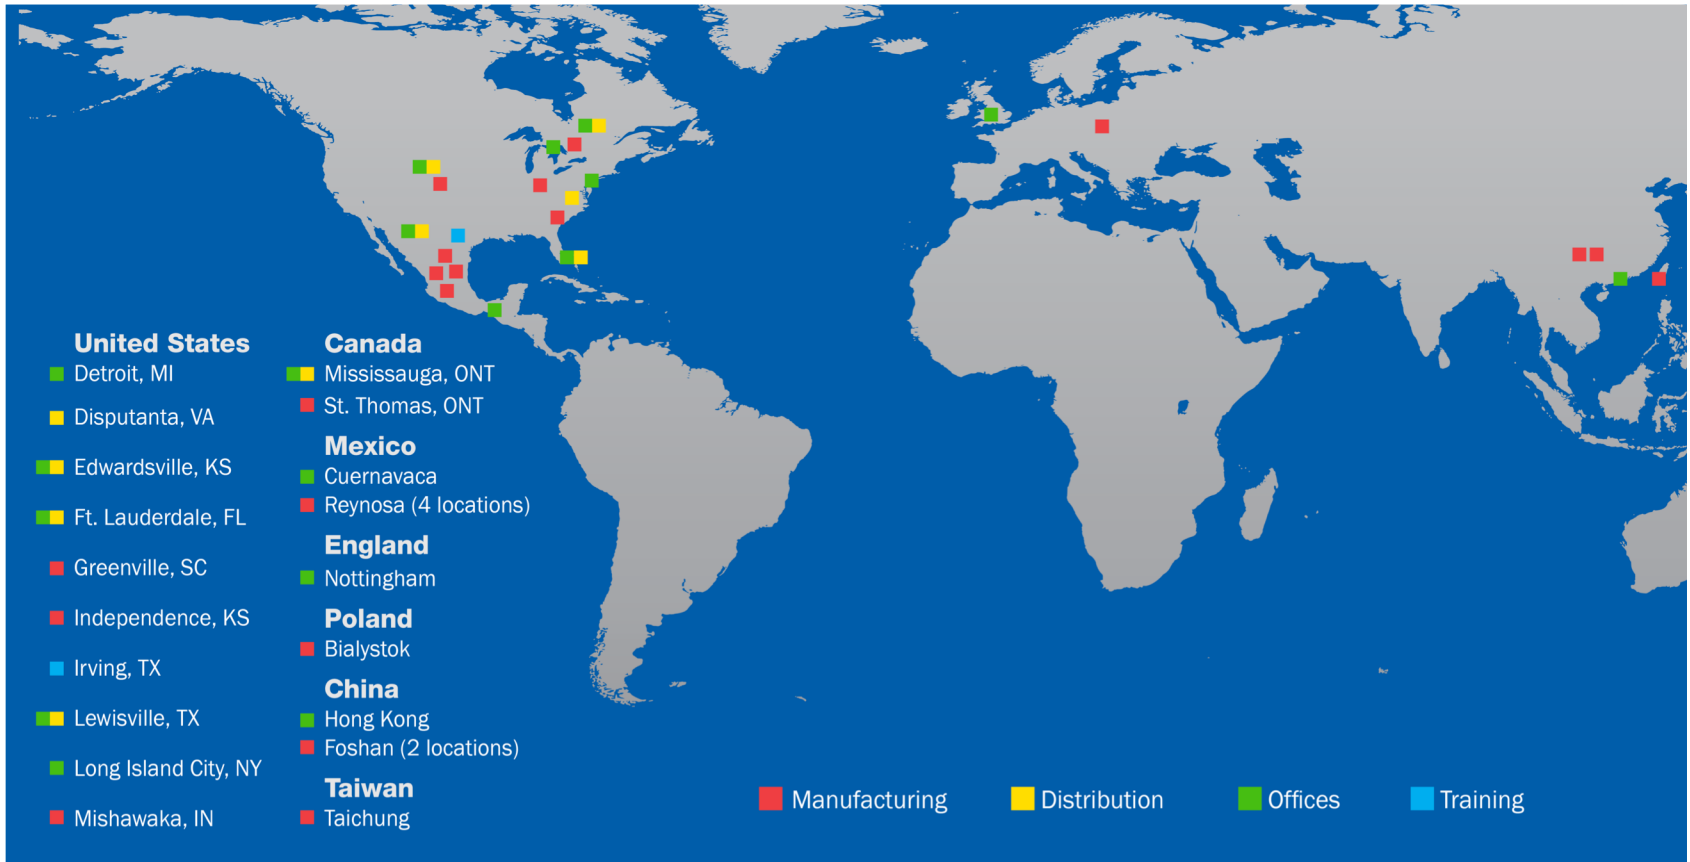 United States
Detroit, MI
Disputanta, VA
Edwardsville, KS
Ft. Lauderdale, FL
Greenville, SC
Independence, KS
Irving, TX
Lewisville, TX
Long Island City, NY
Mishawaka, IN
Canada
Mississauga, ONT
St. Thomas, ONT
Mexico
Cuernavaca
Reynosa (4 locations)
England
Nottingham
Poland
Bialystok
China
Hong Kong
Foshan (2 locations)
Taiwan
Taichung
Manufacturing
Distribution
Offices
Training